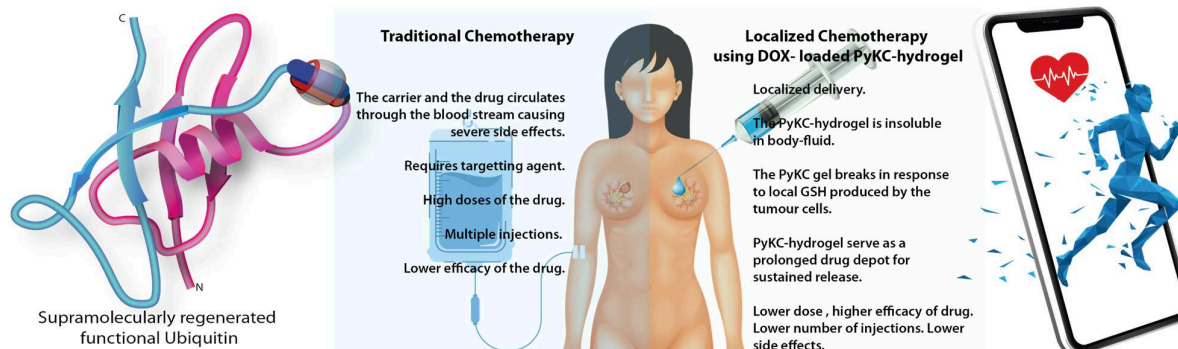 C
N
Supramolecularly regenerated
functional Ubiquitin
Traditional Chemotherapy
The carrier and the drug circulates
through the blood stream causing
severe side effects.
Requires targetting agent.
High doses of the drug.
Multiple injections.
Lower efficacy of the drug.
Localized Chemotherapy
using DOX- loaded PyKC-hydrogel
Localized delivery.
The PyKC-hydrogel is insoluble
in body-fluid.
The PyKC gel breaks in response
to local GSH produced by the
tumour cells.
PyKC-hydrogel serve as a
prolonged drug depot for
sustained release.
Lower dose , higher efficacy of drug.
Lower number of injections. Lower
side effects.